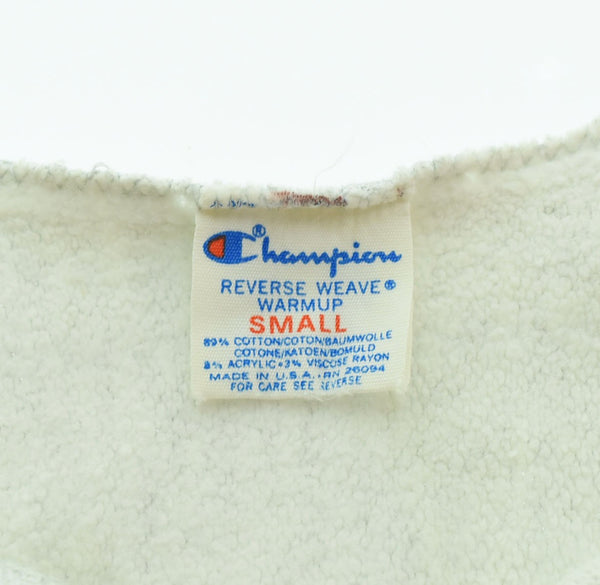 Champion®
REVERSE WEAVE®
WARMUP
SMALL
89% COTTON/COTON/BAUMWOLLE
COTONE/KATOEN/BOMULD
8% ACRYLIC•3% VISCOSE RAYON
MADE IN U.S.A.•RN 26094
FOR CARE SEE REVERSE